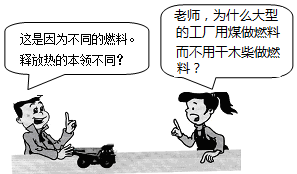 这是因为不同的燃料。
释放热的本领不同?
老师，为什么大型
的工厂用煤做燃料
而不用干木柴做燃
料？